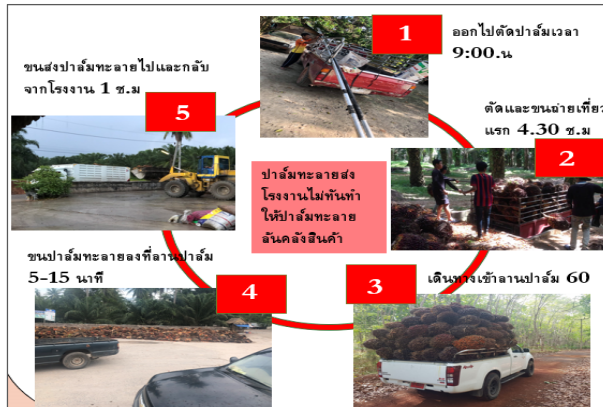 1
ออกไปตัดปาล์มเวลา
9:00.น
ตัดและขนถ่ายเที่ยว
แรก 4.30 ช.ม
2
เดินทางเข้าลานปาล์ม 60
3
ขนปาล์มทะลายลงที่ลานปาล์ม
5-15 นาที
4
ขนส่งปาล์มทะลายไปและกลับ
จากโรงงาน 1 ช.ม
5
ปาล์มทะลายส่ง
โรงงานไม่ทันทำ
ให้ปาล์มทะลาย
ล้นคลังสินค้า